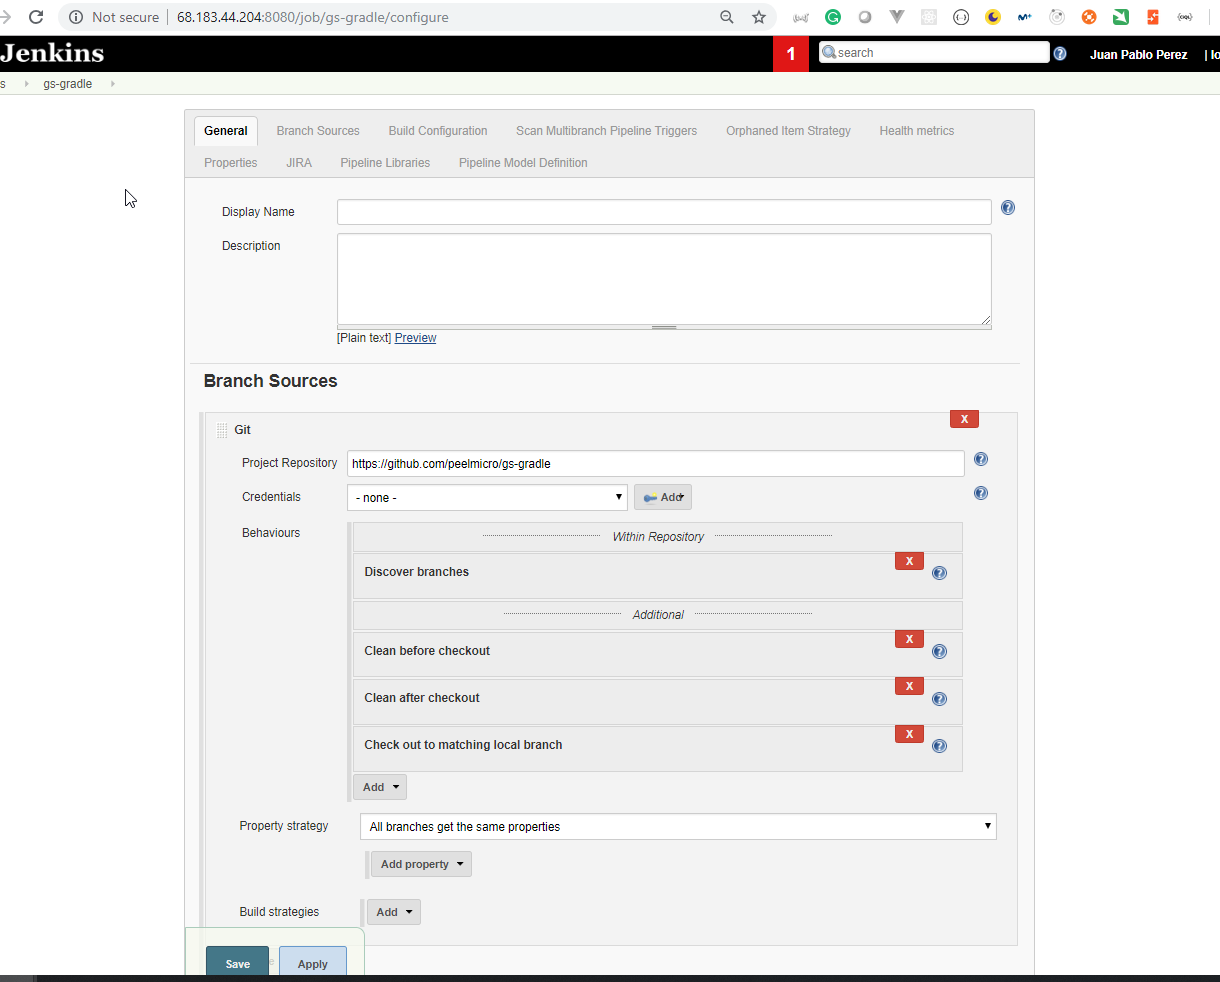 Not secure | 68.183.44.204:8080/job/gs-gradle/configure
Jenkins
1
search
Juan Pablo Perez
| lo
s
gs-gradle
General
Branch Sources
Build Configuration
Scan Multibranch Pipeline Triggers
Orphaned Item Strategy
Health metrics
Properties
JIRA
Pipeline Libraries
Pipeline Model Definition
Display Name
Description
[Plain text] Preview
Branch Sources
X
Git
Project Repository
https://github.com/peelmicro/gs-gradle
Credentials
- none -
Add
Behaviours
Within Repository
X
Discover branches
Additional
X
Clean before checkout
X
Clean after checkout
X
Check out to matching local branch
Add
Property strategy
All branches get the same properties
Add property
Build strategies
Add
Save
Apply